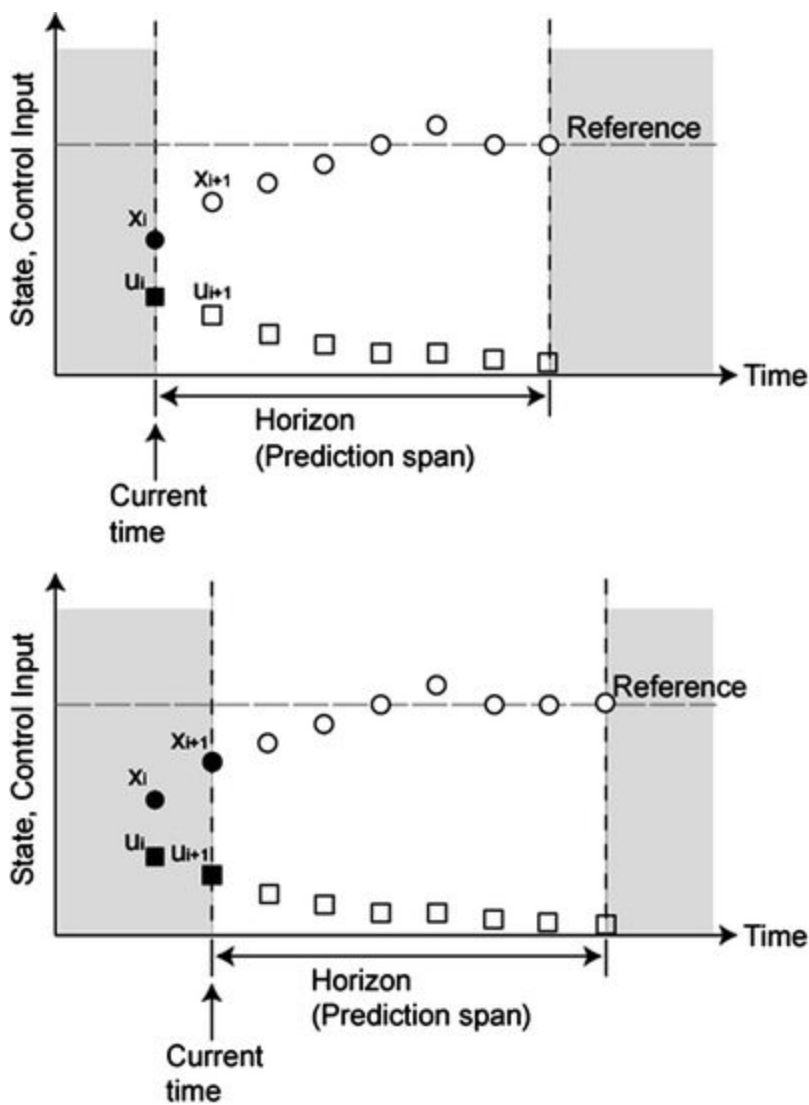 State, Control Input
Reference
xi+1
xi
ui
ui+1
Time
Horizon
(Prediction span)
Current
time
State, Control Input
Reference
xi+1
xi
ui
ui+1
Time
Horizon
(Prediction span)
Current
time